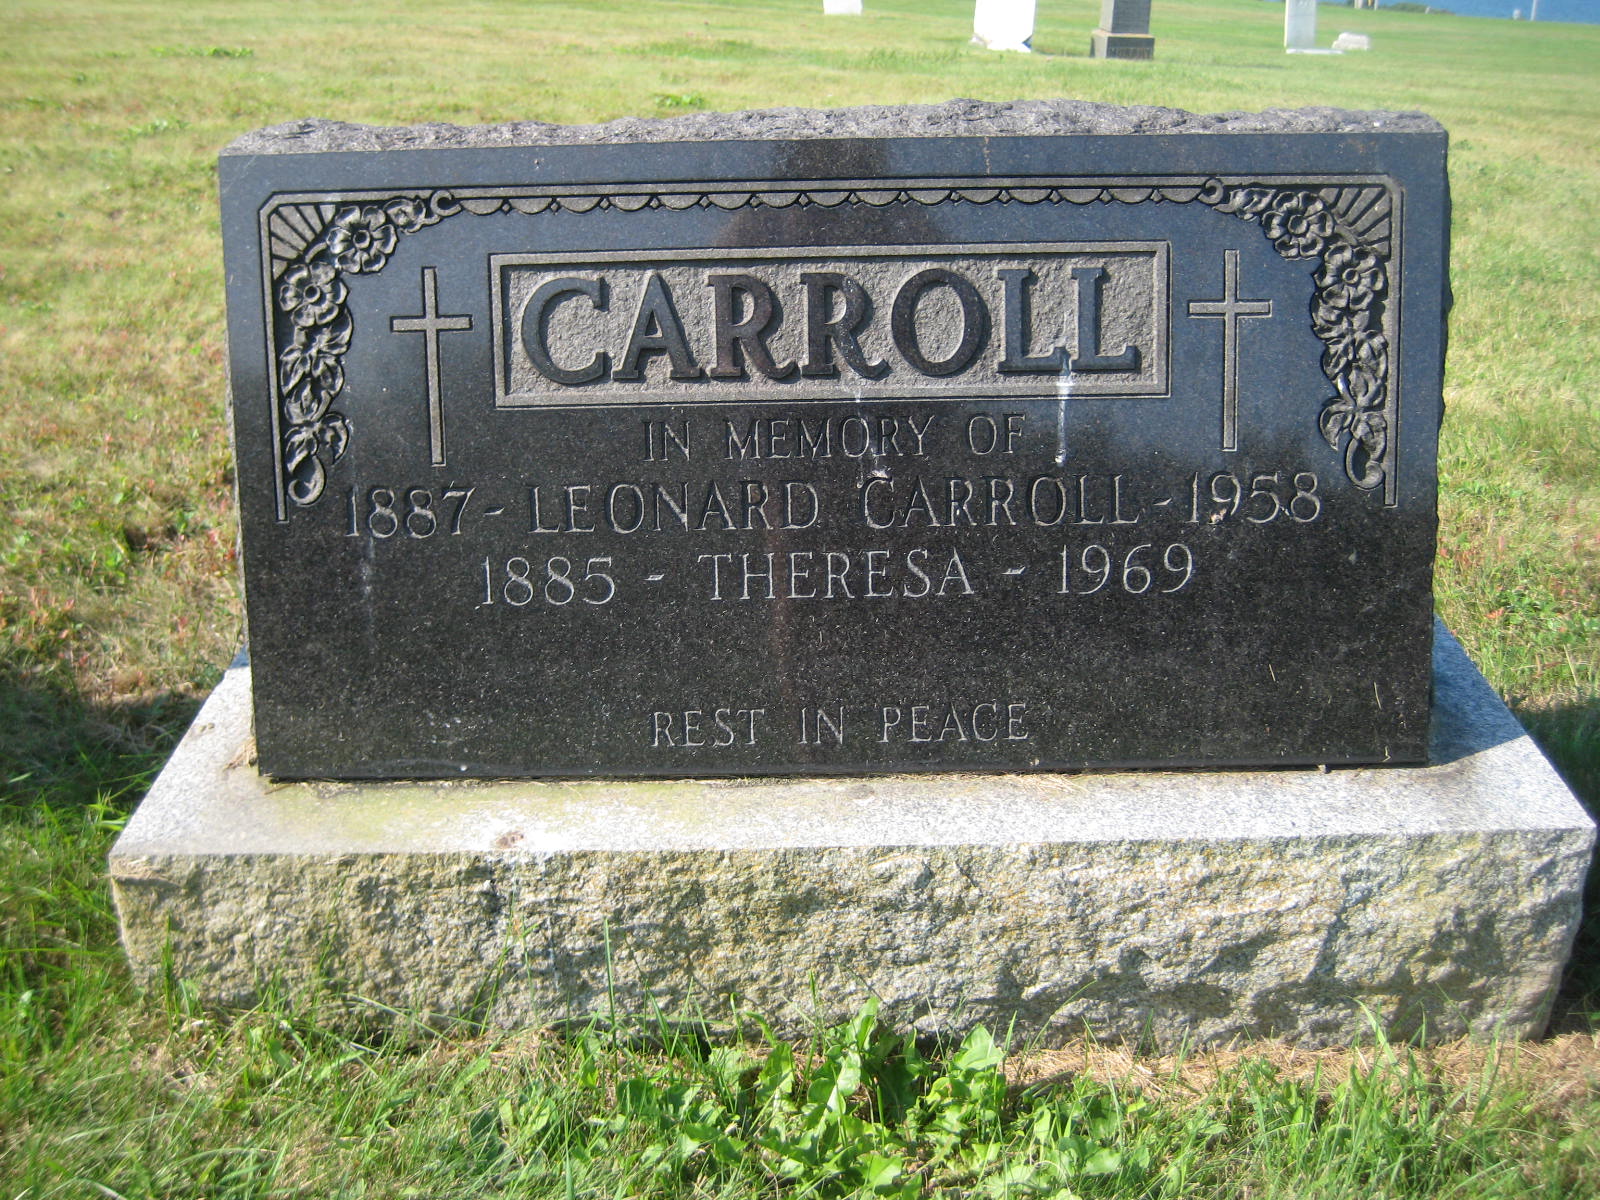 CARROLL
IN MEMORY OF
1887 - LEONARD CARROLL - 1958
1885 - THERESA - 1969
REST IN PEACE